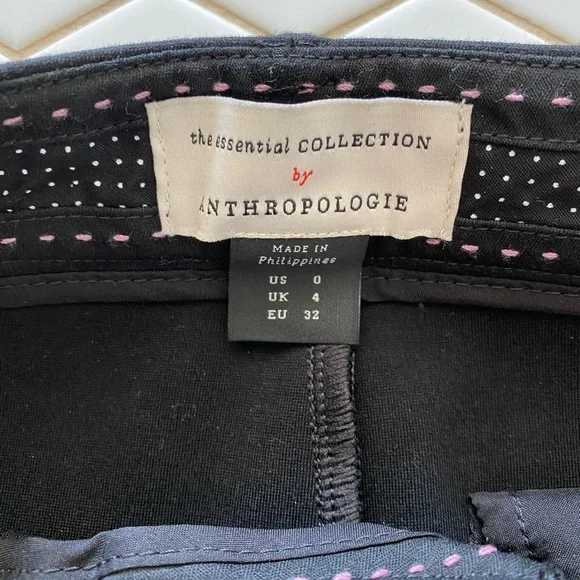 the essential COLLECTION
by
ANTHROPOLOGIE
MADE IN
Philippines
US 0
UK 4
EU 32